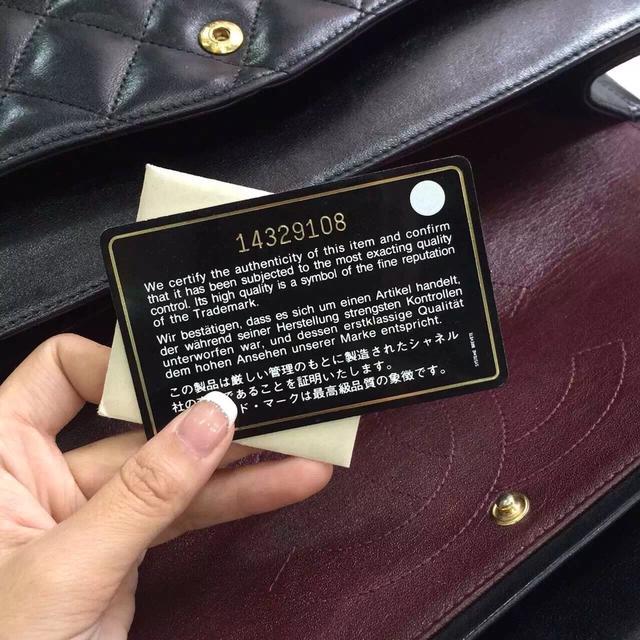 14329108
We certify the authenticity of this item and confirm
that it has been subjected to the most exacting quality
control. Its high quality is a symbol of the fine reputation
of the Trademark.
Wir bestätigen, dass es sich um einen Artikel handelt,
der während seiner Herstellung strengsten Kontrollen
unterworfen war, und dessen erstklassige Qualität
dem hohen Ansehen unserer Marke entspricht.
この製品は厳しい管理のもとに製造されたシャネル
社の であることを証明いたします。
ド・マークは最高級品質の象徴です。